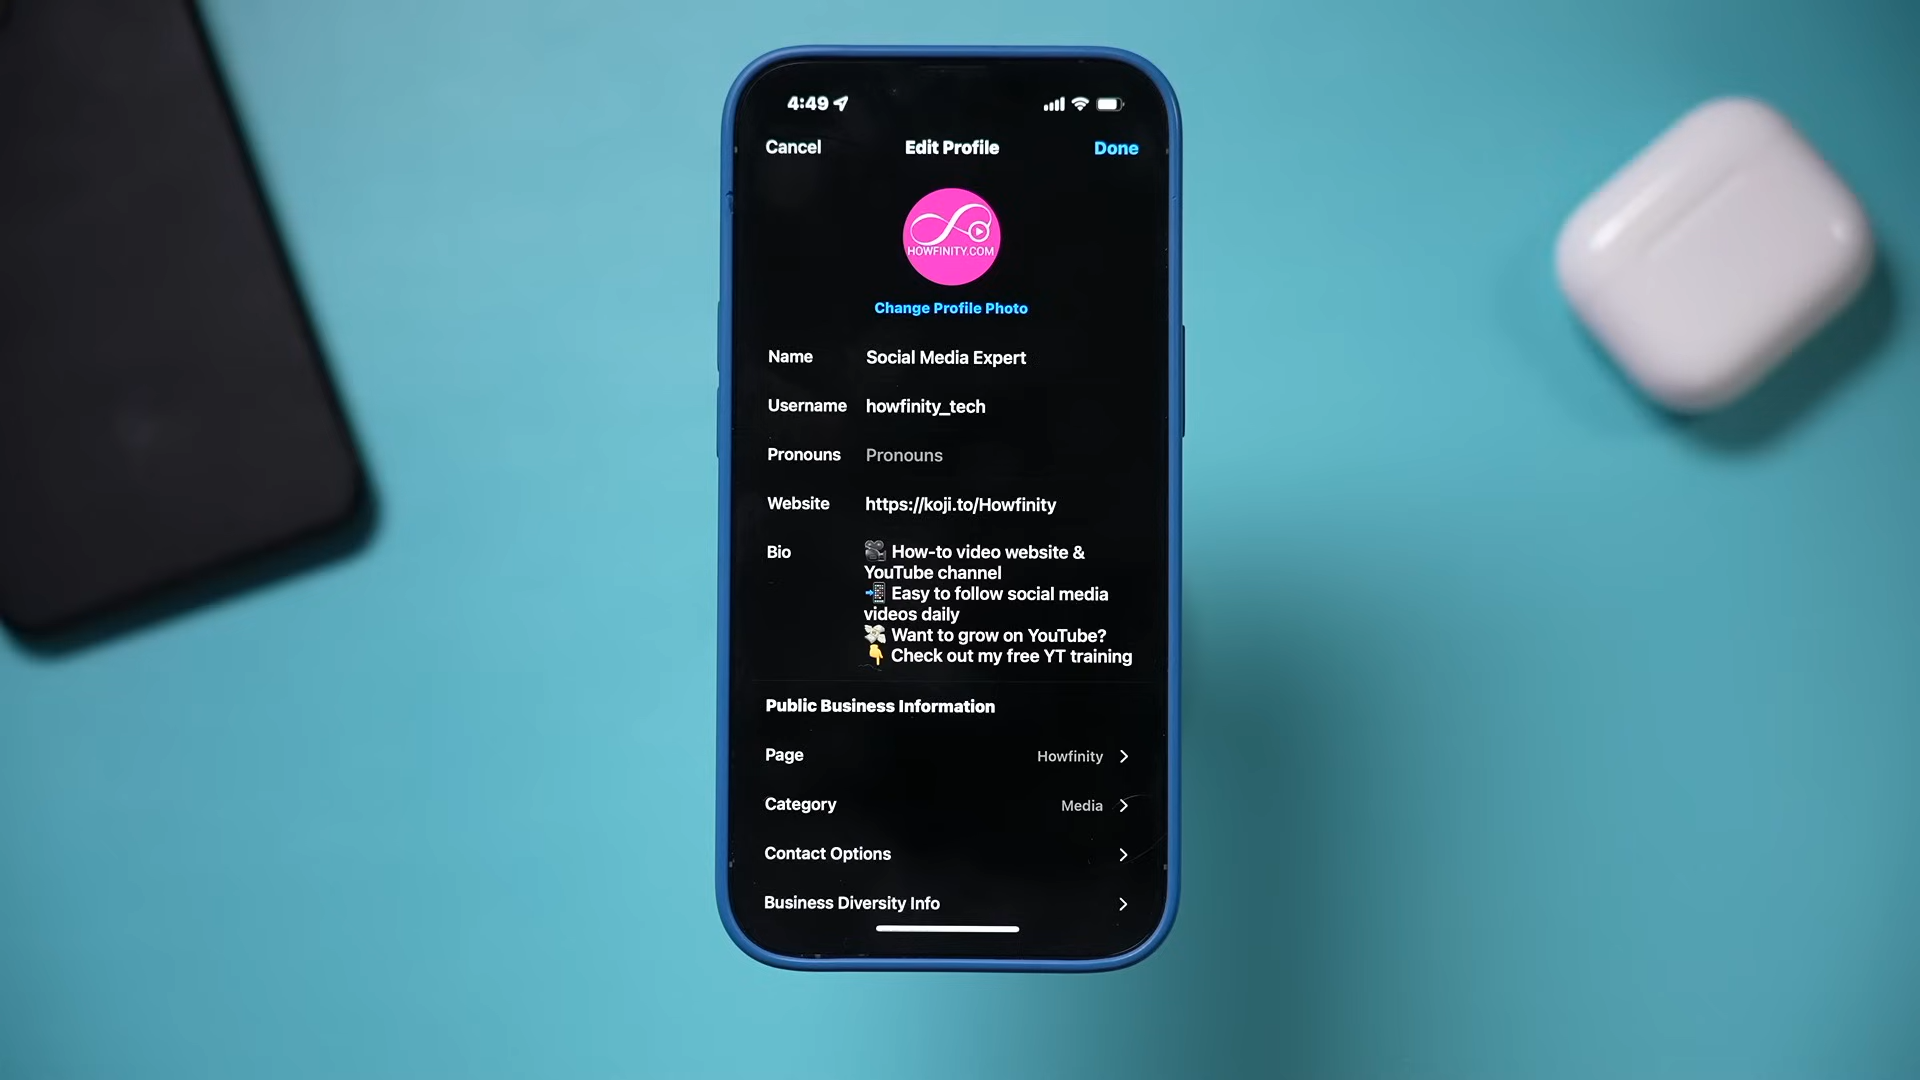 4:49
Cancel Edit Profile Done
HOWFINITY.COM
Change Profile Photo
Name Social Media Expert
Username howfinity_tech
Pronouns Pronouns
Website https://koji.to/Howfinity
Bio 🎥 How-to video website &
YouTube channel
📲 Easy to follow social media
videos daily
💸 Want to grow on YouTube?
👇 Check out my free YT training
Public Business Information
Page Howfinity
Category Media
Contact Options
Business Diversity Info